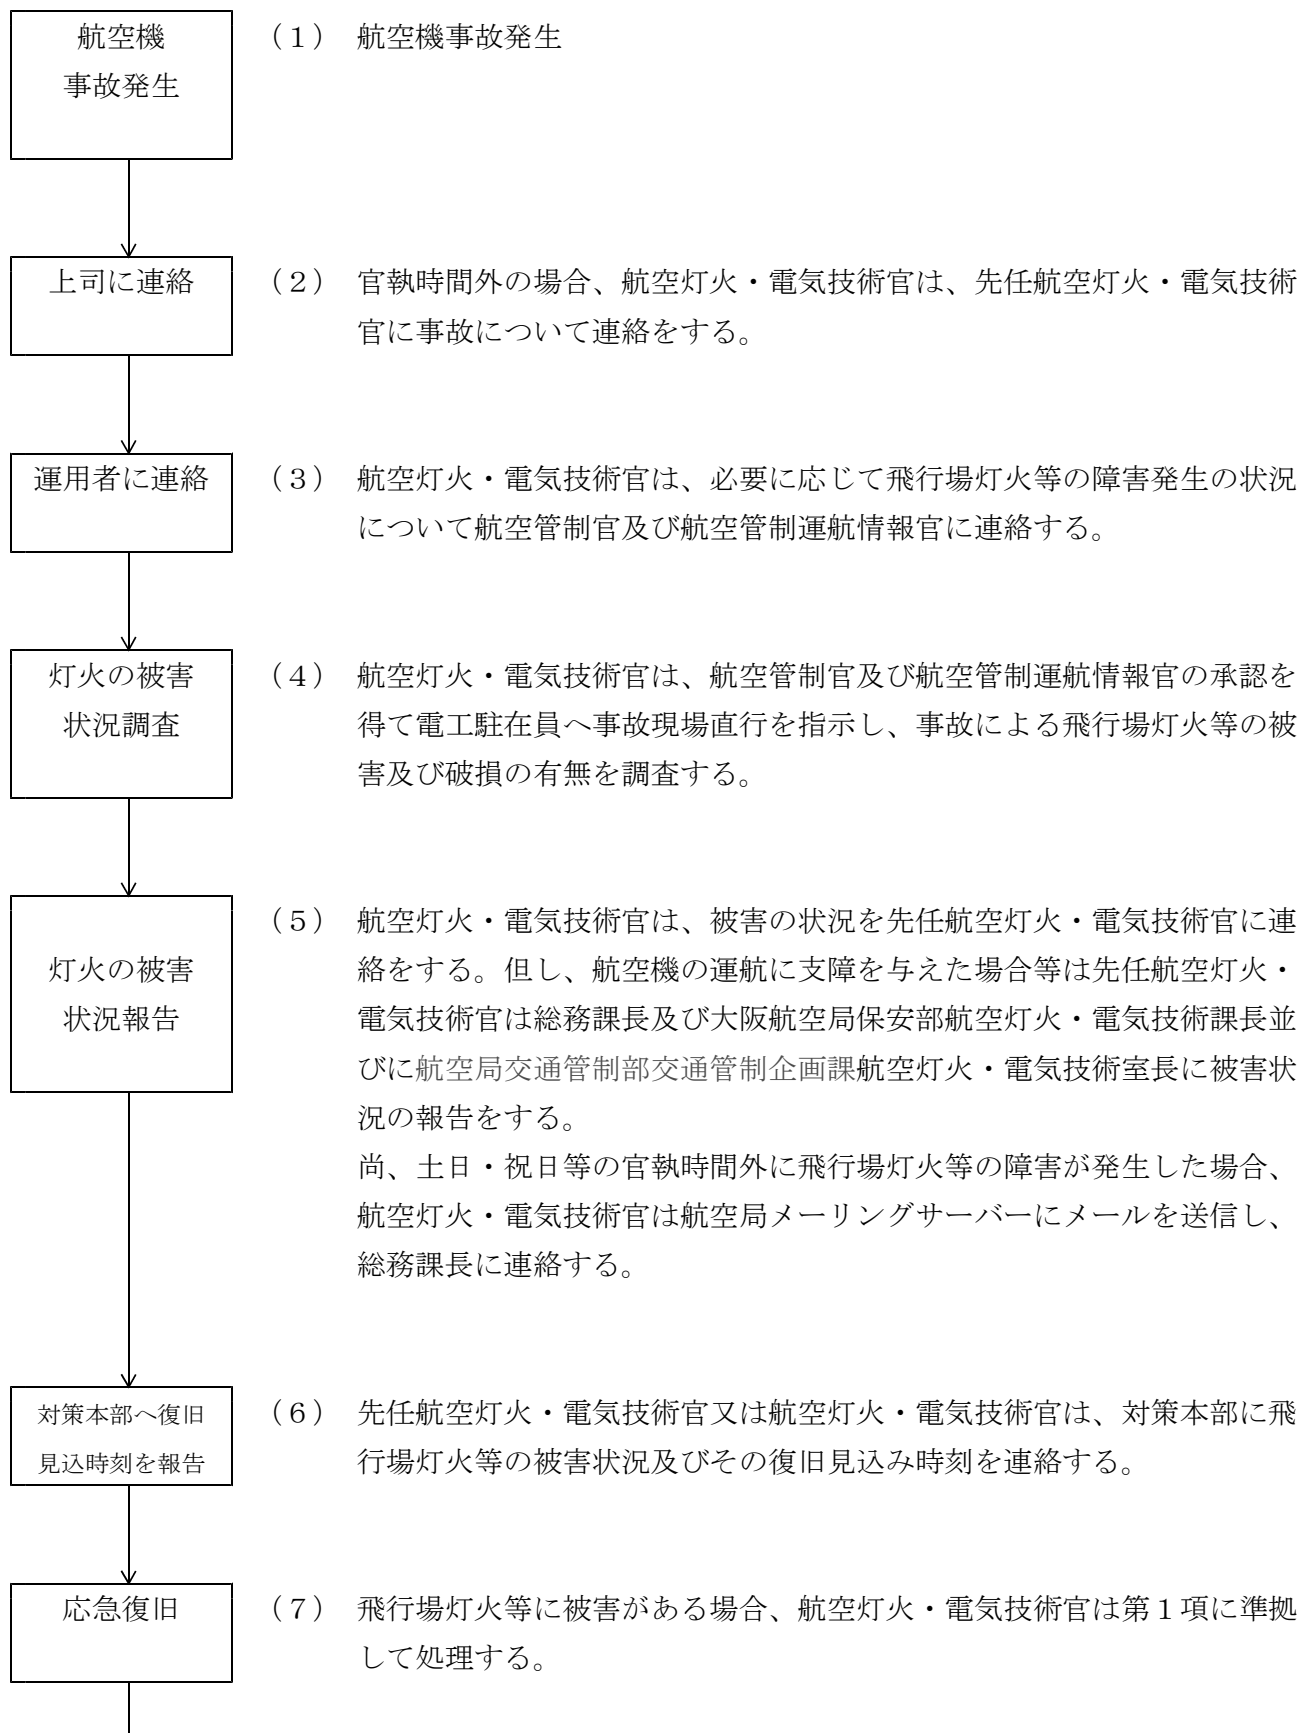 航空機
事故発生
（１） 航空機事故発生
上司に連絡
（２） 官執時間外の場合、航空灯火・電気技術官は、先任航空灯火・電気技術
官に事故について連絡をする。
運用者に連絡
（３） 航空灯火・電気技術官は、必要に応じて飛行場灯火等の障害発生の状況
について航空管制官及び航空管制運航情報官に連絡する。
灯火の被害
状況調査
（４） 航空灯火・電気技術官は、航空管制官及び航空管制運航情報官の承認を
得て電工駐在員へ事故現場直行を指示し、事故による飛行場灯火等の被
害及び破損の有無を調査する。
灯火の被害
状況報告
（５） 航空灯火・電気技術官は、被害の状況を先任航空灯火・電気技術官に連
絡をする。但し、航空機の運航に支障を与えた場合等は先任航空灯火・
電気技術官は総務課長及び大阪航空局保安部航空灯火・電気技術課長並
びに航空局交通管制部交通管制企画課航空灯火・電気技術室長に被害状
況の報告をする。
尚、土日・祝日等の官執時間外に飛行場灯火等の障害が発生した場合、
航空灯火・電気技術官は航空局メーリングサーバーにメールを送信し、
総務課長に連絡する。
対策本部へ復旧
見込時刻を報告
（６） 先任航空灯火・電気技術官又は航空灯火・電気技術官は、対策本部に飛
行場灯火等の被害状況及びその復旧見込み時刻を連絡する。
応急復旧
（７） 飛行場灯火等に被害がある場合、航空灯火・電気技術官は第１項に準拠
して処理する。